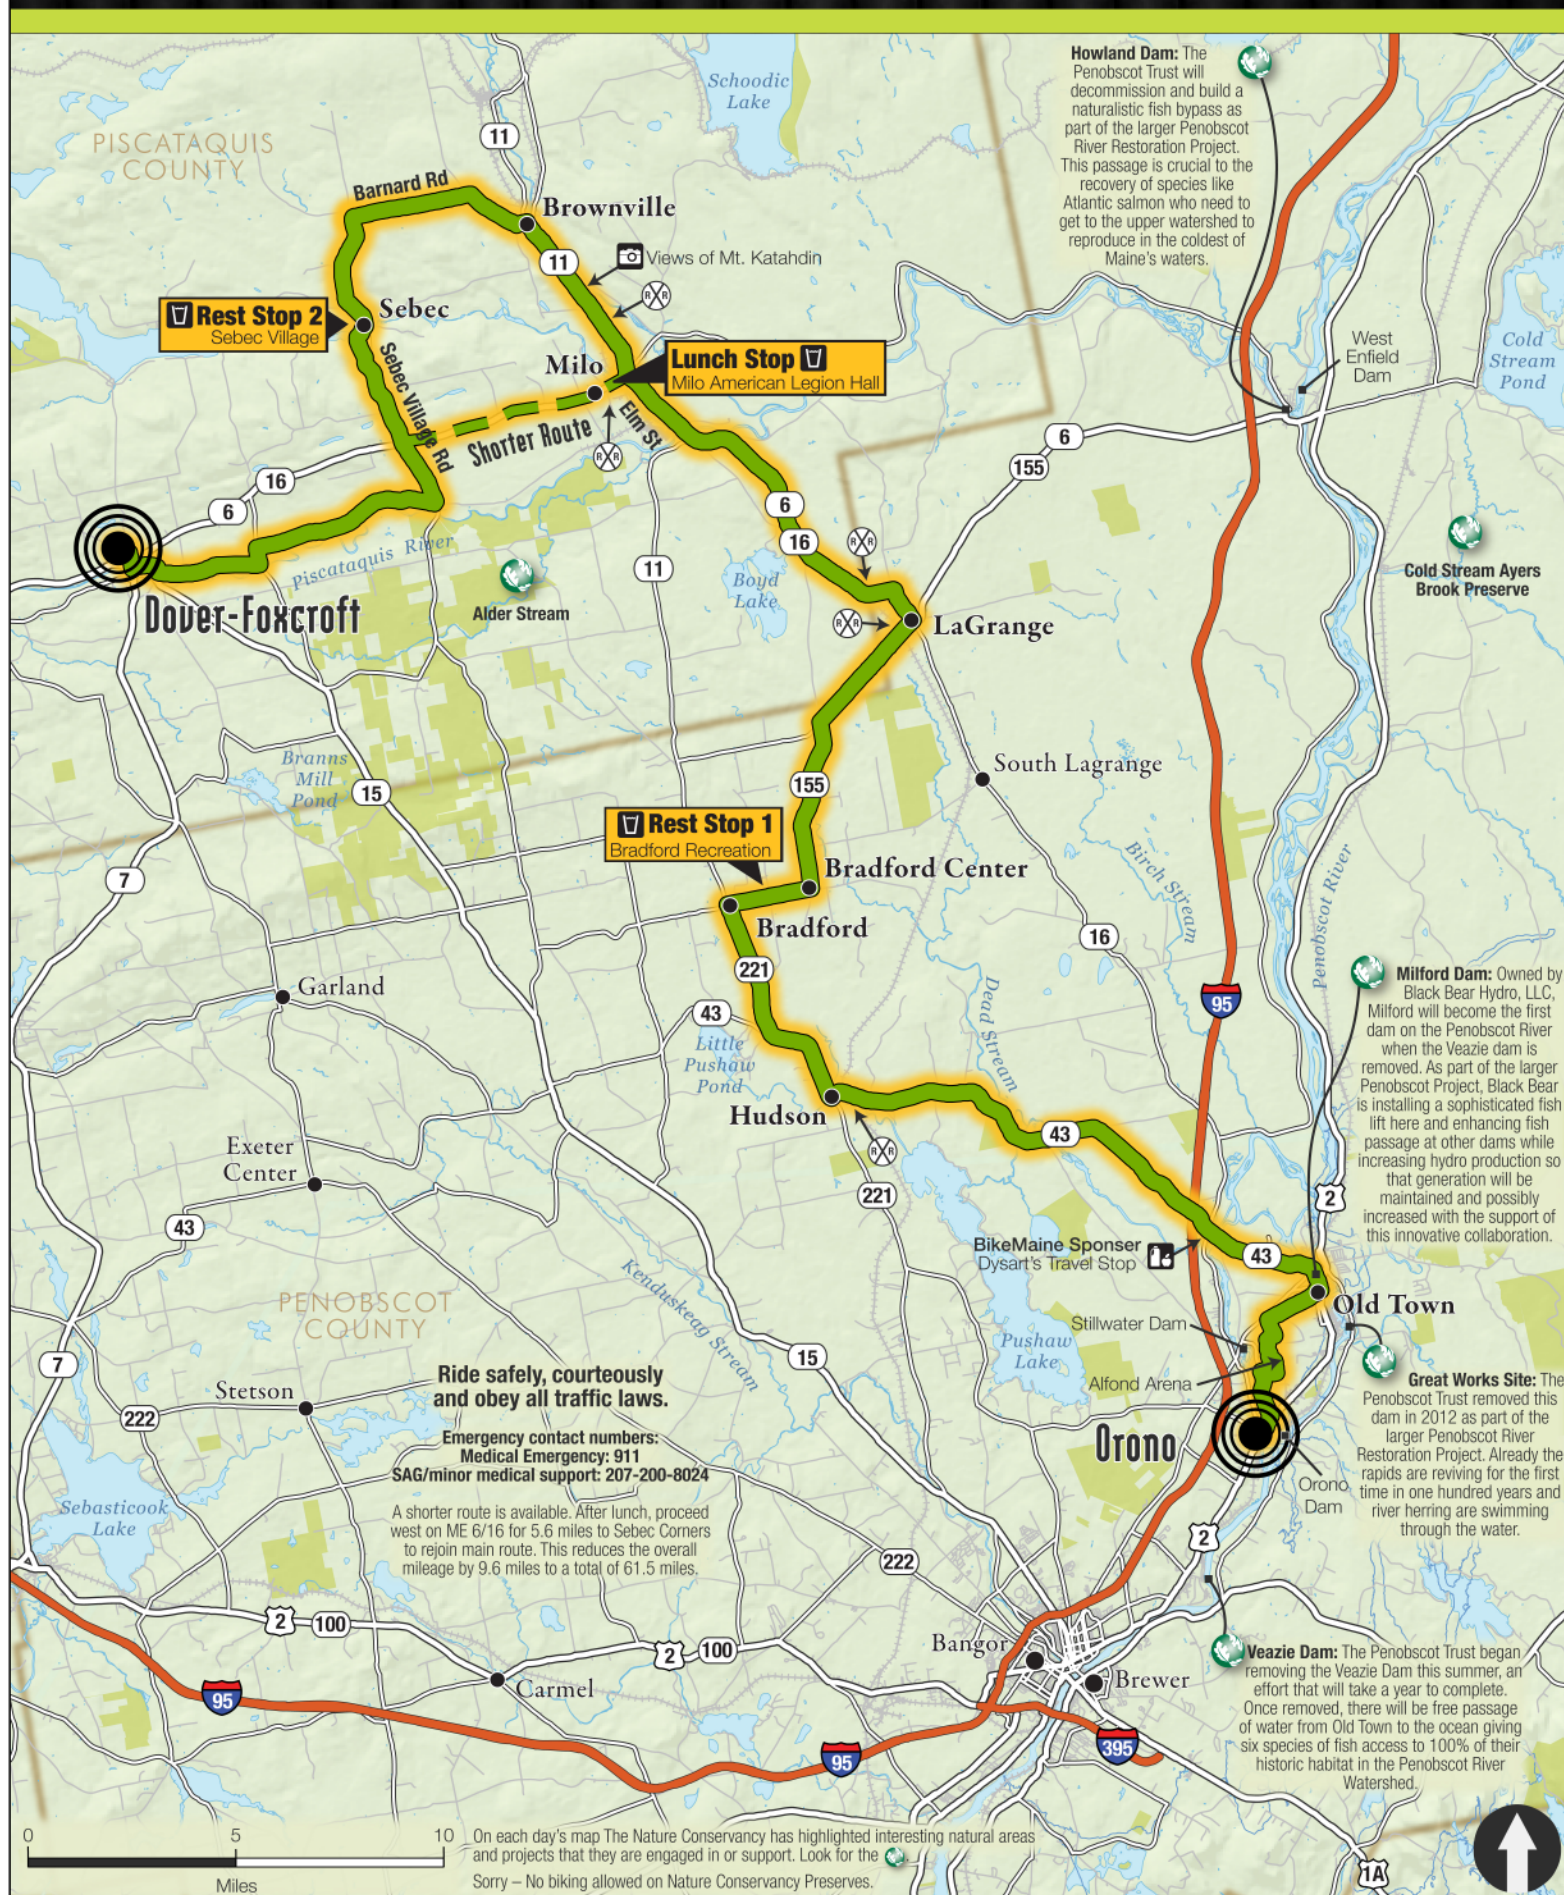 Howland Dam: The
Penobscot Trust will
decommission and build a
naturalistic fish bypass as
part of the larger Penobscot
River Restoration Project.
This passage is crucial to the
recovery of species like
Atlantic salmon who need to
get to the upper watershed to
reproduce in the coldest of
Maine's waters.
Schoodic
Lake
PISCATAQUIS
COUNTY
11
Barnard Rd
Brownville
11
Views of Mt. Katahdin
RXR
Rest Stop 2
Sebec Village
Sebec
Sebec Village Rd
Milo
Lunch Stop
Milo American Legion Hall
Elm St
Shorter Route
RXR
West
Enfield
Dam
Cold
Stream
Pond
6
155
16
6
6
16
RXR
Piscataquis River
Dover-Foxcroft
Alder Stream
11
Boyd
Lake
RXR
LaGrange
Cold Stream Ayers
Brook Preserve
Branns
Mill
Pond
15
155
South Lagrange
Rest Stop 1
Bradford Recreation
7
Bradford Center
Bradford
Birch Stream
Penobscot River
16
221
Garland
43
Little
Pushaw
Pond
Dead Stream
95
Milford Dam: Owned by
Black Bear Hydro, LLC,
Milford will become the first
dam on the Penobscot River
when the Veazie dam is
removed. As part of the larger
Penobscot Project, Black Bear
is installing a sophisticated fish
lift here and enhancing fish
passage at other dams while
increasing hydro production so
that generation will be
maintained and possibly
increased with the support of
this innovative collaboration.
Hudson
RXR
43
Exeter
Center
221
2
43
BikeMaine Sponser
Dysart's Travel Stop
43
Old Town
Kenduskeag Stream
PENOBSCOT
COUNTY
Stillwater Dam
Pushaw
Lake
Alfond Arena
7
15
Ride safely, courteously
and obey all traffic laws.
Stetson
222
Emergency contact numbers:
Medical Emergency: 911
SAG/minor medical support: 207-200-8024
Orono
Orono
Dam
Great Works Site: The
Penobscot Trust removed this
dam in 2012 as part of the
larger Penobscot River
Restoration Project. Already the
rapids are reviving for the first
time in one hundred years and
river herring are swimming
through the water.
Sebasticook
Lake
A shorter route is available. After lunch, proceed
west on ME 6/16 for 5.6 miles to Sebec Corners
to rejoin main route. This reduces the overall
mileage by 9.6 miles to a total of 61.5 miles.
2
222
2
100
2
100
Bangor
Brewer
Carmel
95
95
395
Veazie Dam: The Penobscot Trust began
removing the Veazie Dam this summer, an
effort that will take a year to complete.
Once removed, there will be free passage
of water from Old Town to the ocean giving
six species of fish access to 100% of their
historic habitat in the Penobscot River
Watershed.
0
5
10
Miles
On each day's map The Nature Conservancy has highlighted interesting natural areas
and projects that they are engaged in or support. Look for the
Sorry – No biking allowed on Nature Conservancy Preserves.
1A